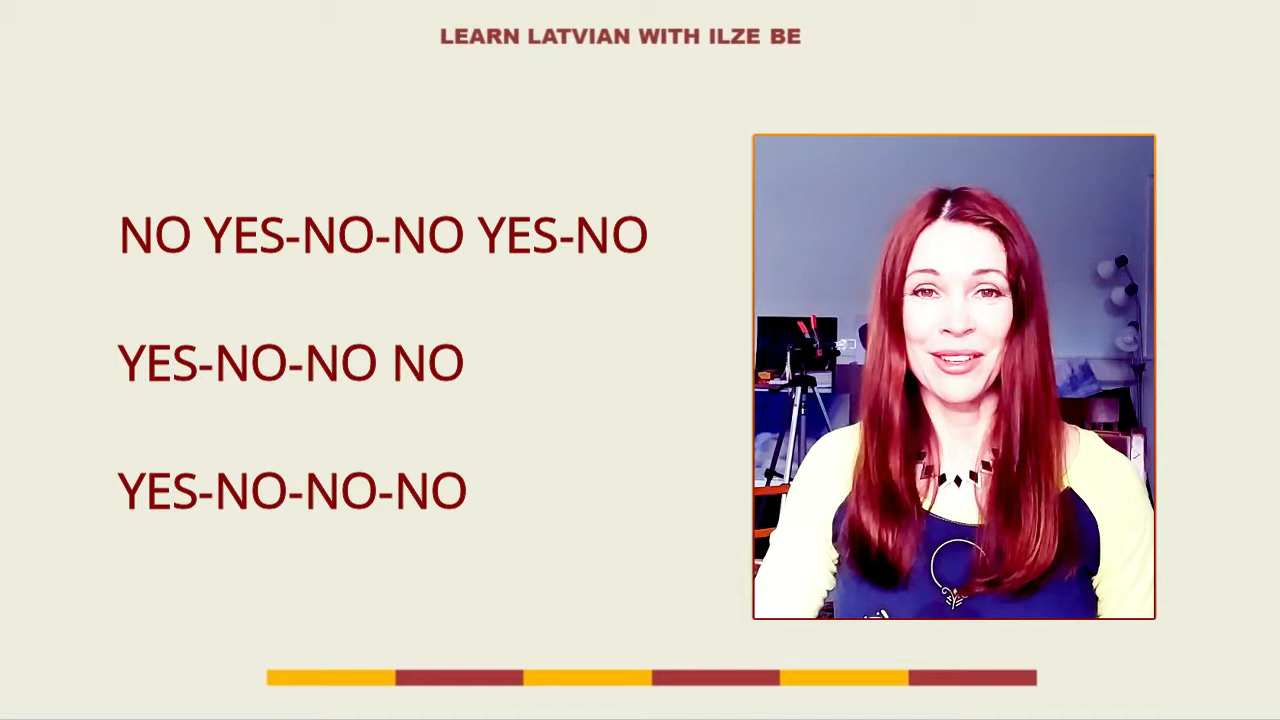 LEARN LATVIAN WITH ILZE BE
NO YES-NO-NO YES-NO
YES-NO-NO NO
YES-NO-NO-NO